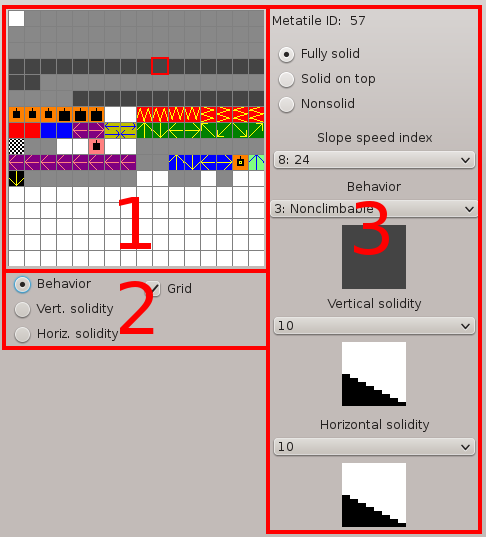 Metatile ID: 57
Fully solid
Solid on top
Nonsolid
Slope speed index
8: 24
Behavior
3: Nonclimbable
1
3
Behavior
Grid
2
Vert. solidity
Horiz. solidity
Vertical solidity
10
Horizontal solidity
10